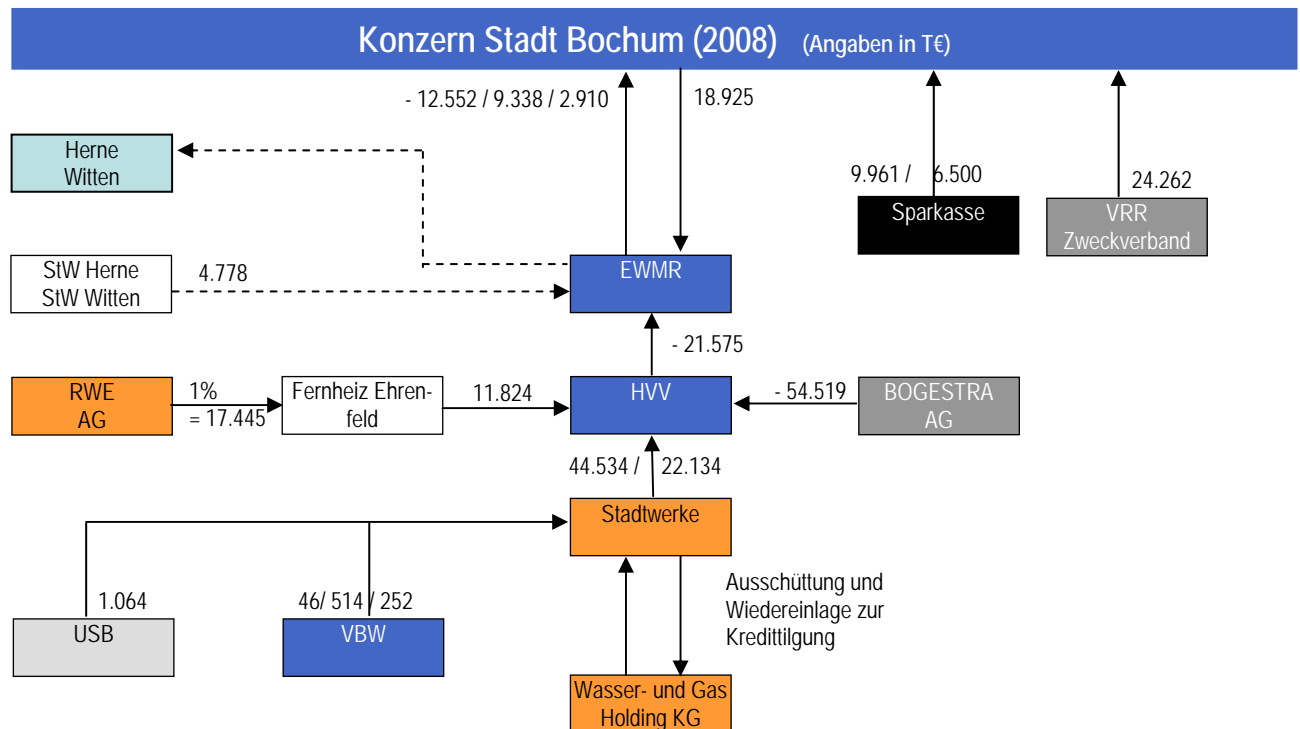 Konzern Stadt Bochum (2008) (Angaben in T€)
- 12.552 / 9.338 / 2.910
18.925
Herne
Witten
9.961 / 6.500
24.262
Sparkasse
VRR
Zweckverband
StW Herne
StW Witten
4.778
EWMR
- 21.575
RWE
AG
1%
= 17.445
Fernheiz Ehren-
feld
11.824
HVV
- 54.519
BOGESTRA
AG
44.534 / 22.134
Stadtwerke
Ausschüttung und
Wiedereinlage zur
Kredittilgung
1.064
46/ 514 / 252
USB
VBW
Wasser- und Gas
Holding KG